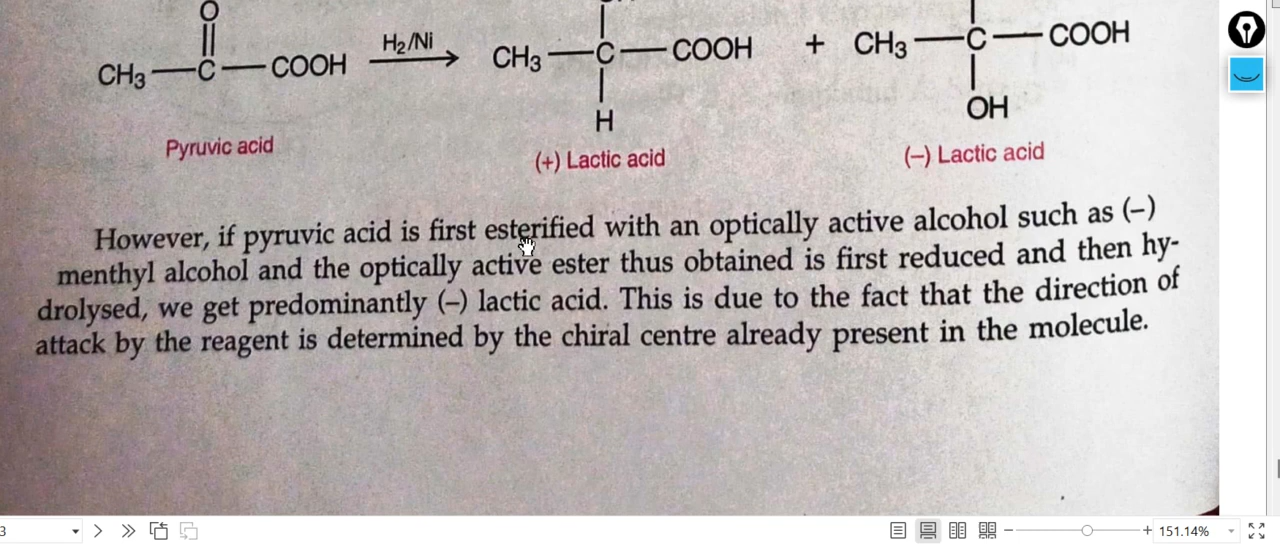 O
CH3 — C — COOH H2/Ni CH3 — C — COOH + CH3 — C — COOH
H OH
Pyruvic acid (+) Lactic acid (−) Lactic acid
However, if pyruvic acid is first esterified with an optically active alcohol such as (−)
menthyl alcohol and the optically active ester thus obtained is first reduced and then hy-
drolysed, we get predominantly (−) lactic acid. This is due to the fact that the direction of
attack by the reagent is determined by the chiral centre already present in the molecule.
3 151.14%